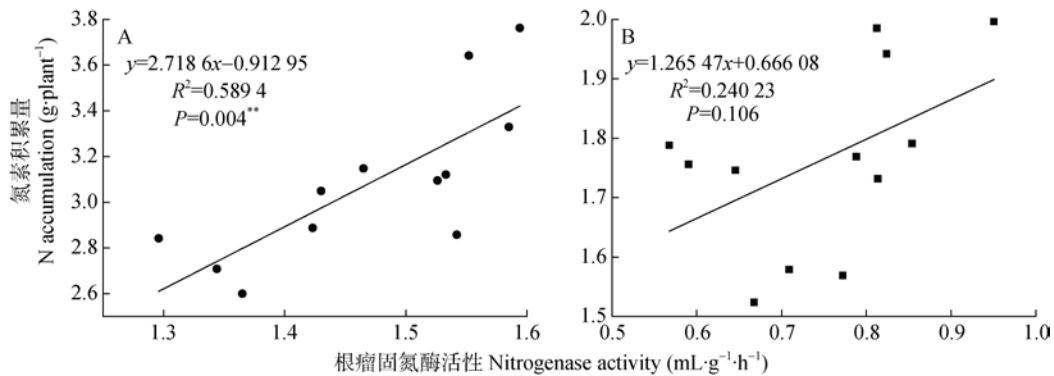 氮素积累量
N accumulation (g·plant⁻¹)
3.8
3.6
3.4
3.2
3.0
2.8
2.6
A
y=2.718 6x−0.912 95
R²=0.589 4
P=0.004**
1.3
1.4
1.5
1.6
2.0
1.9
1.8
1.7
1.6
1.5
B
y=1.265 47x+0.666 08
R²=0.240 23
P=0.106
0.5
0.6
0.7
0.8
0.9
1.0
根瘤固氮酶活性 Nitrogenase activity (mL·g⁻¹·h⁻¹)